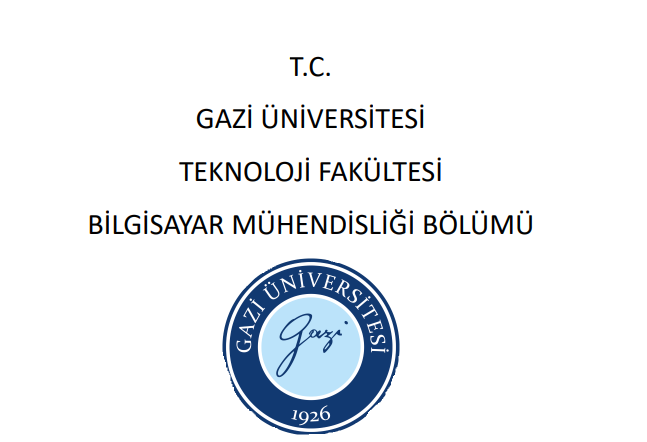 T.C.
GAZİ ÜNİVERSİTESİ
TEKNOLOJİ FAKÜLTESİ
BİLGİSAYAR MÜHENDİSLİĞİ BÖLÜMÜ
GAZİ ÜNİVERSİTESİ
Gazi
1926